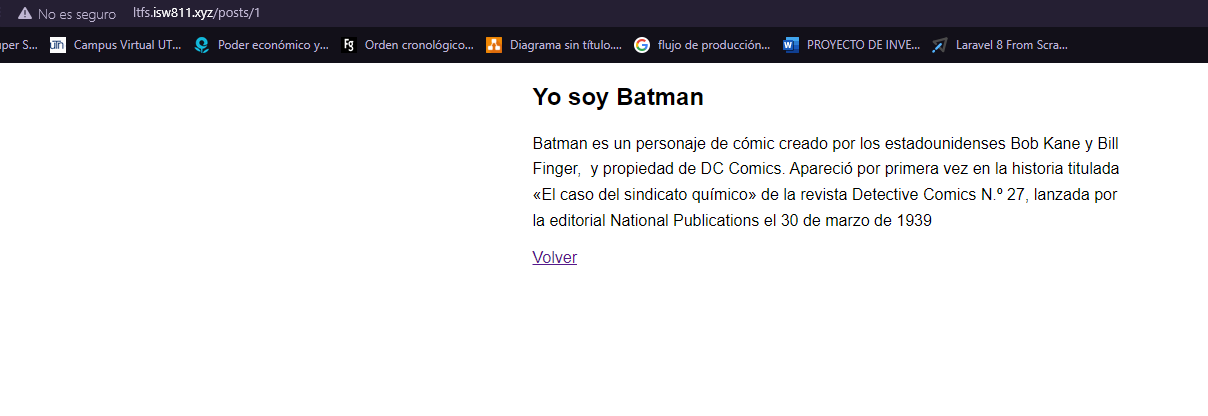 No es seguro ltfs.isw811.xyz/posts/1
per S... Campus Virtual UT... Poder económico y... Fg Orden cronológico... Diagrama sin título.... flujo de producción... PROYECTO DE INVE... Laravel 8 From Scra...
Yo soy Batman
Batman es un personaje de cómic creado por los estadounidenses Bob Kane y Bill
Finger,  y propiedad de DC Comics. Apareció por primera vez en la historia titulada
«El caso del sindicato químico» de la revista Detective Comics N.º 27, lanzada por
la editorial National Publications el 30 de marzo de 1939
Volver